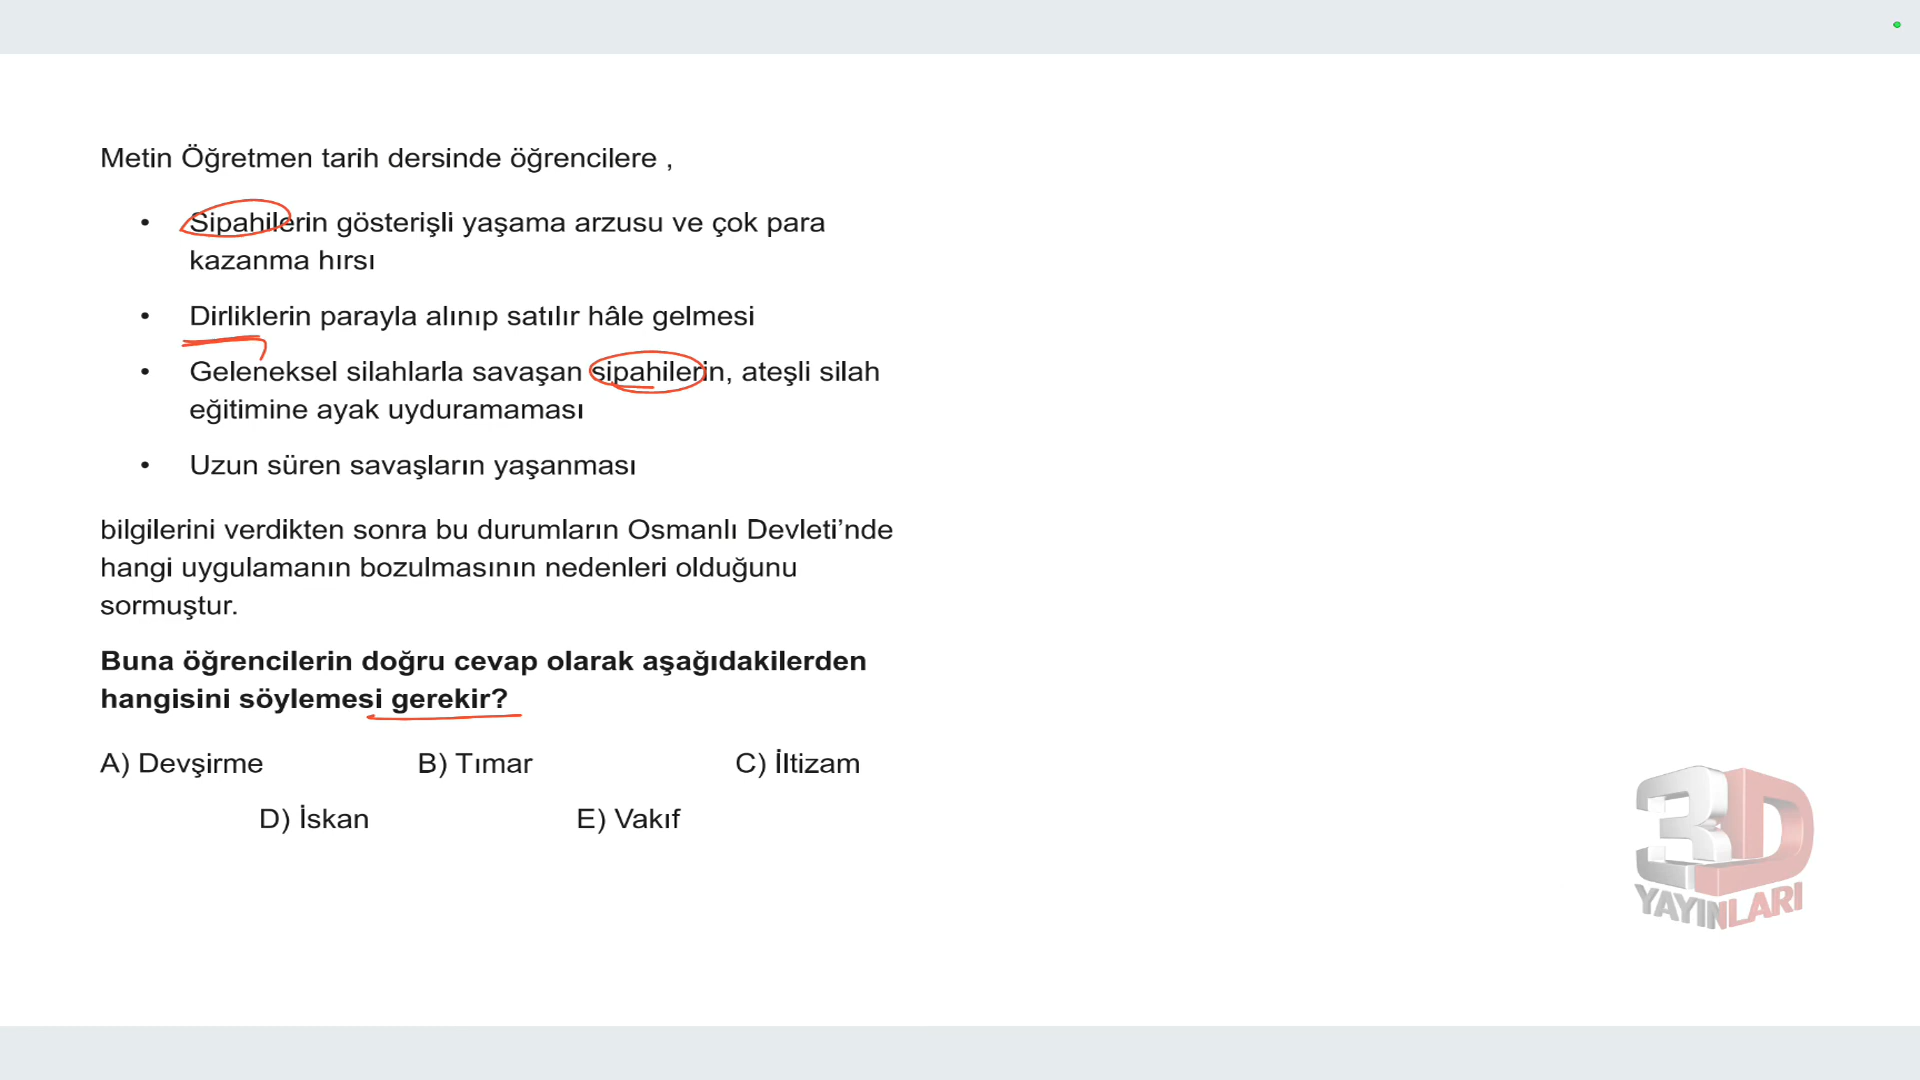 Metin Öğretmen tarih dersinde öğrencilere ,
• Sipahilerin gösterişli yaşama arzusu ve çok para
kazanma hırsı
• Dirliklerin parayla alınıp satılır hâle gelmesi
• Geleneksel silahlarla savaşan sipahilerin, ateşli silah
eğitimine ayak uyduramaması
• Uzun süren savaşların yaşanması
bilgilerini verdikten sonra bu durumların Osmanlı Devleti’nde
hangi uygulamanın bozulmasının nedenleri olduğunu
sormuştur.
Buna öğrencilerin doğru cevap olarak aşağıdakilerden
hangisini söylemesi gerekir?
A) Devşirme B) Tımar C) İltizam
D) İskan E) Vakıf
3D
YAYINLARI